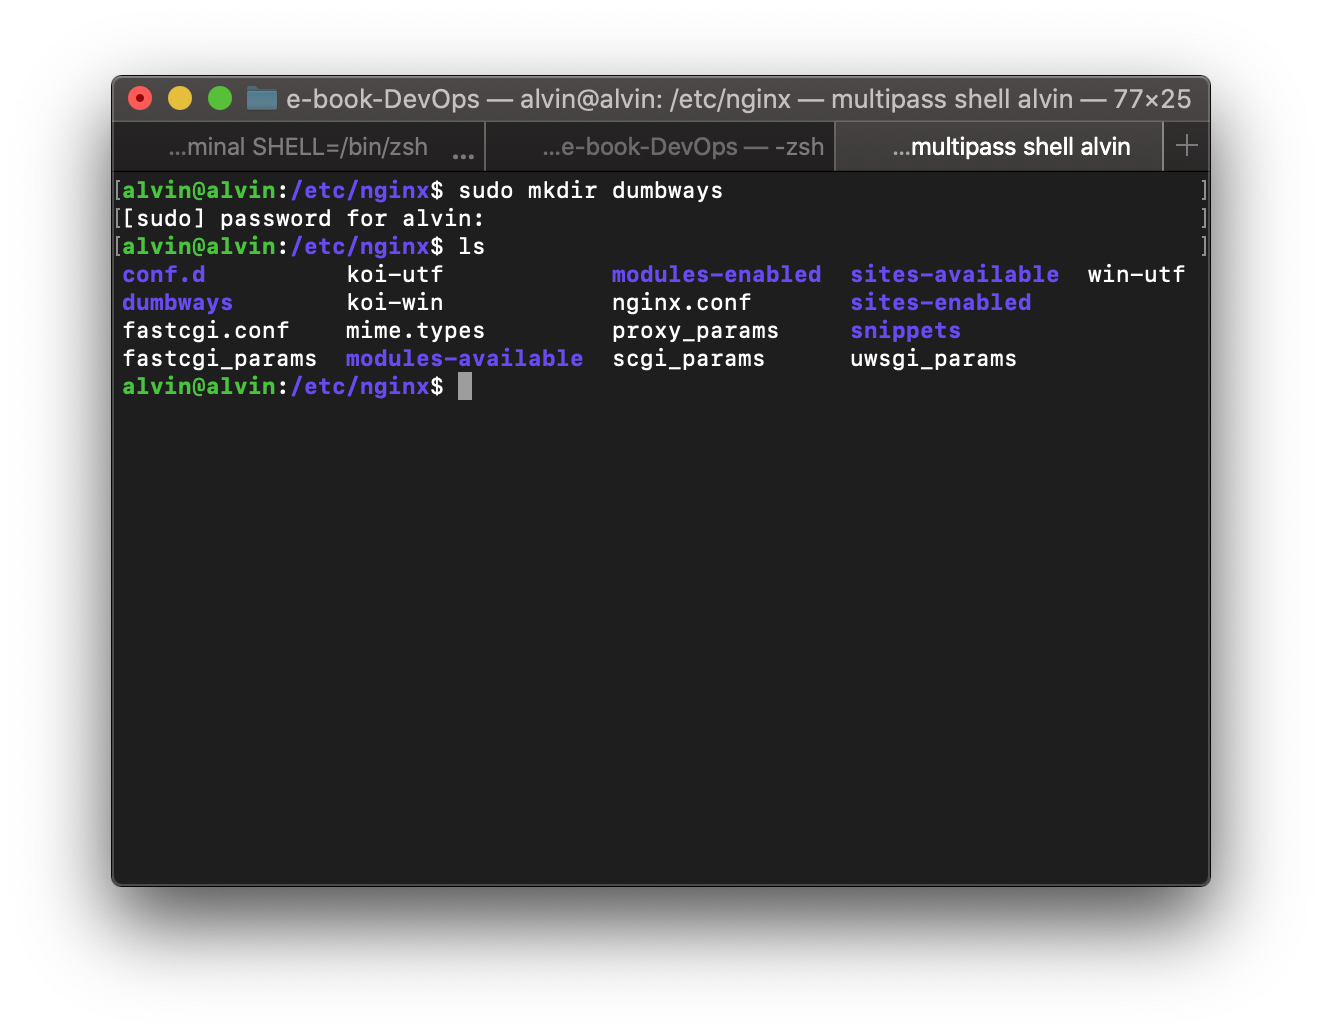 e-book-DevOps — alvin@alvin: /etc/nginx — multipass shell alvin — 77×25
...minal SHELL=/bin/zsh ... ...e-book-DevOps — -zsh ...multipass shell alvin +
[alvin@alvin:/etc/nginx$ sudo mkdir dumbways ]
[[sudo] password for alvin: ]
[alvin@alvin:/etc/nginx$ ls ]
conf.d koi-utf modules-enabled sites-available win-utf
dumbways koi-win nginx.conf sites-enabled
fastcgi.conf mime.types proxy_params snippets
fastcgi_params modules-available scgi_params uwsgi_params
alvin@alvin:/etc/nginx$